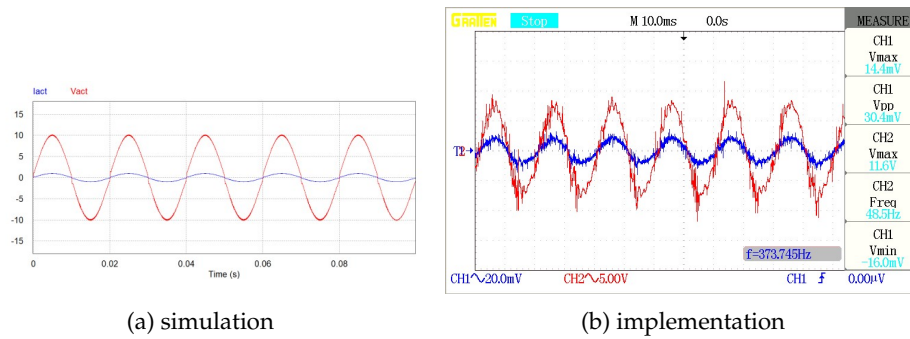 Iact Vact
15
10
5
0
-5
-10
-15
0 0.02 0.04 0.06 0.08
Time (s)
(a) simulation
Stop M 10.0ms 0.0s MEASURE
CH1
Vmax
14.4mV
CH1
Vpp
30.4mV
CH2
Vmax
11.6V
CH2
Freq
48.5Hz
CH1
Vmin
-16.0mV
f=373.745Hz
CH1 20.0mV CH2 5.00V CH1 0.00μV
(b) implementation